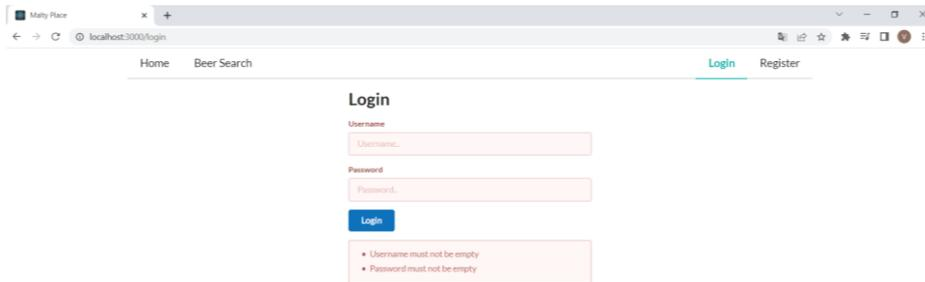 Malty Place
localhost:3000/login
Home Beer Search Login Register
Login
Username
Username..
Password
Password..
Login
Username must not be empty
Password must not be empty